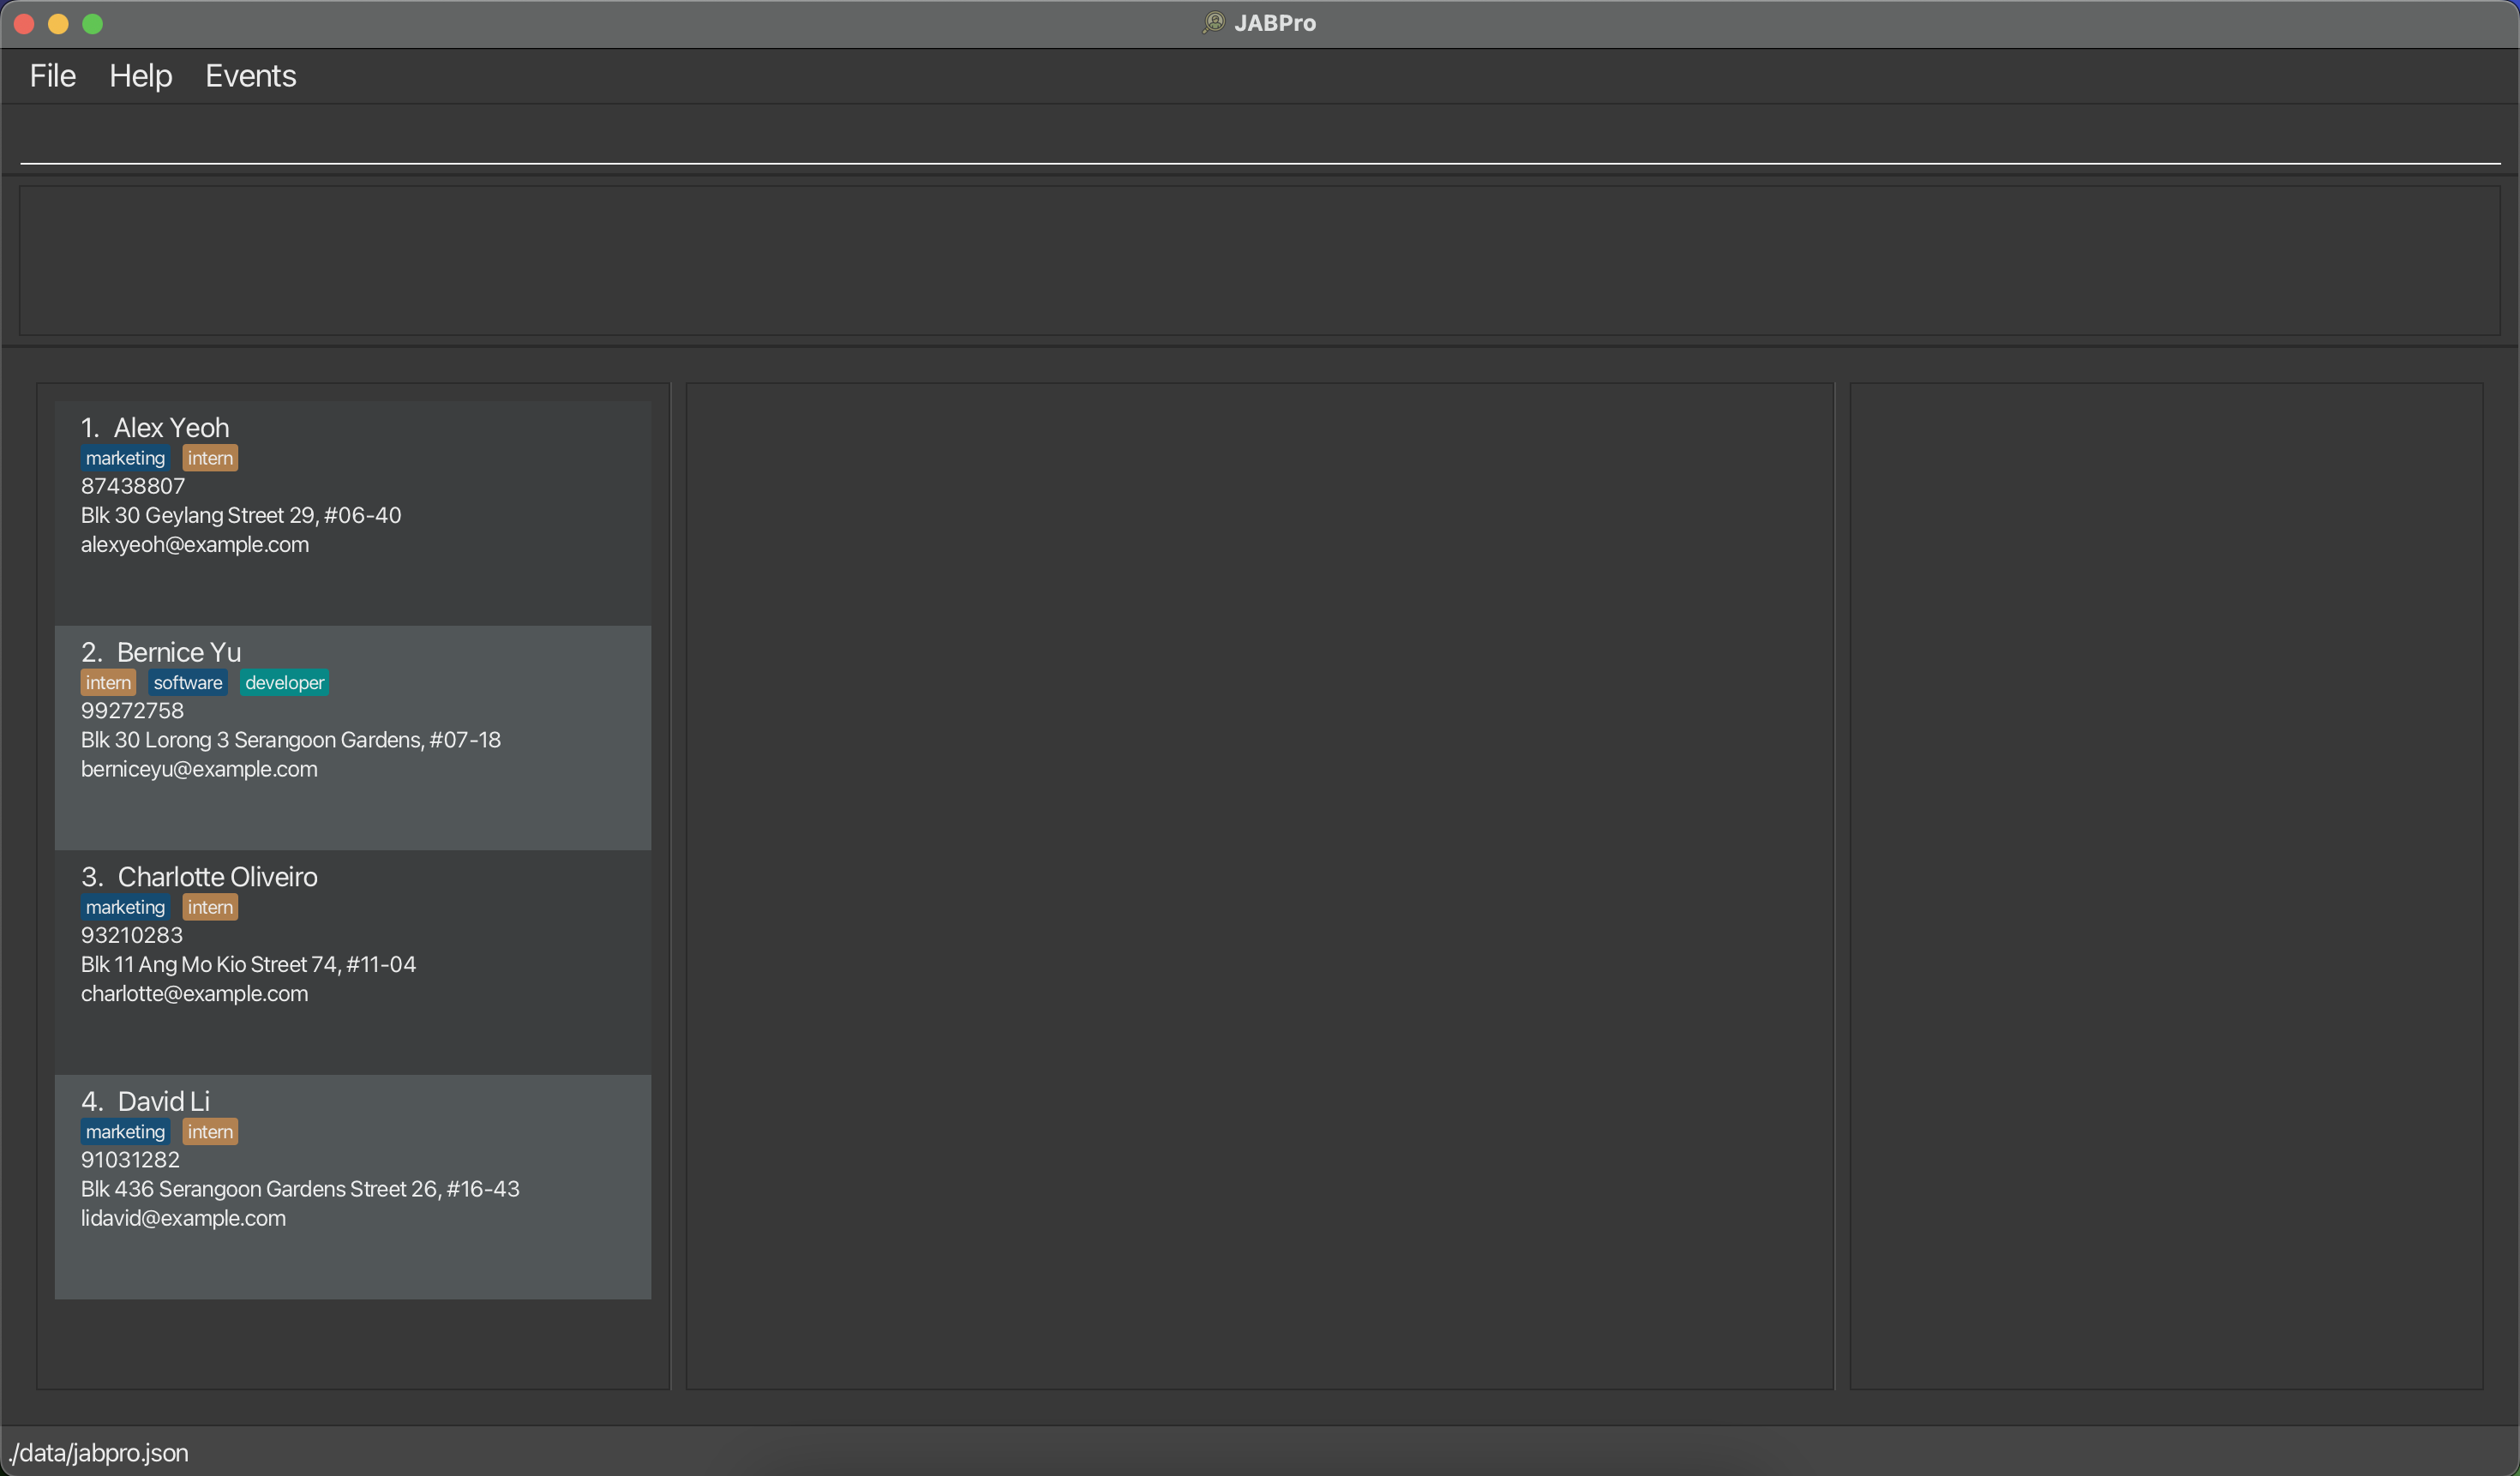 JABPro
File Help Events
1. Alex Yeoh
marketing intern
87438807
Blk 30 Geylang Street 29, #06-40
alexyeoh@example.com
2. Bernice Yu
intern software developer
99272758
Blk 30 Lorong 3 Serangoon Gardens, #07-18
berniceyu@example.com
3. Charlotte Oliveiro
marketing intern
93210283
Blk 11 Ang Mo Kio Street 74, #11-04
charlotte@example.com
4. David Li
marketing intern
91031282
Blk 436 Serangoon Gardens Street 26, #16-43
lidavid@example.com
./data/jabpro.json